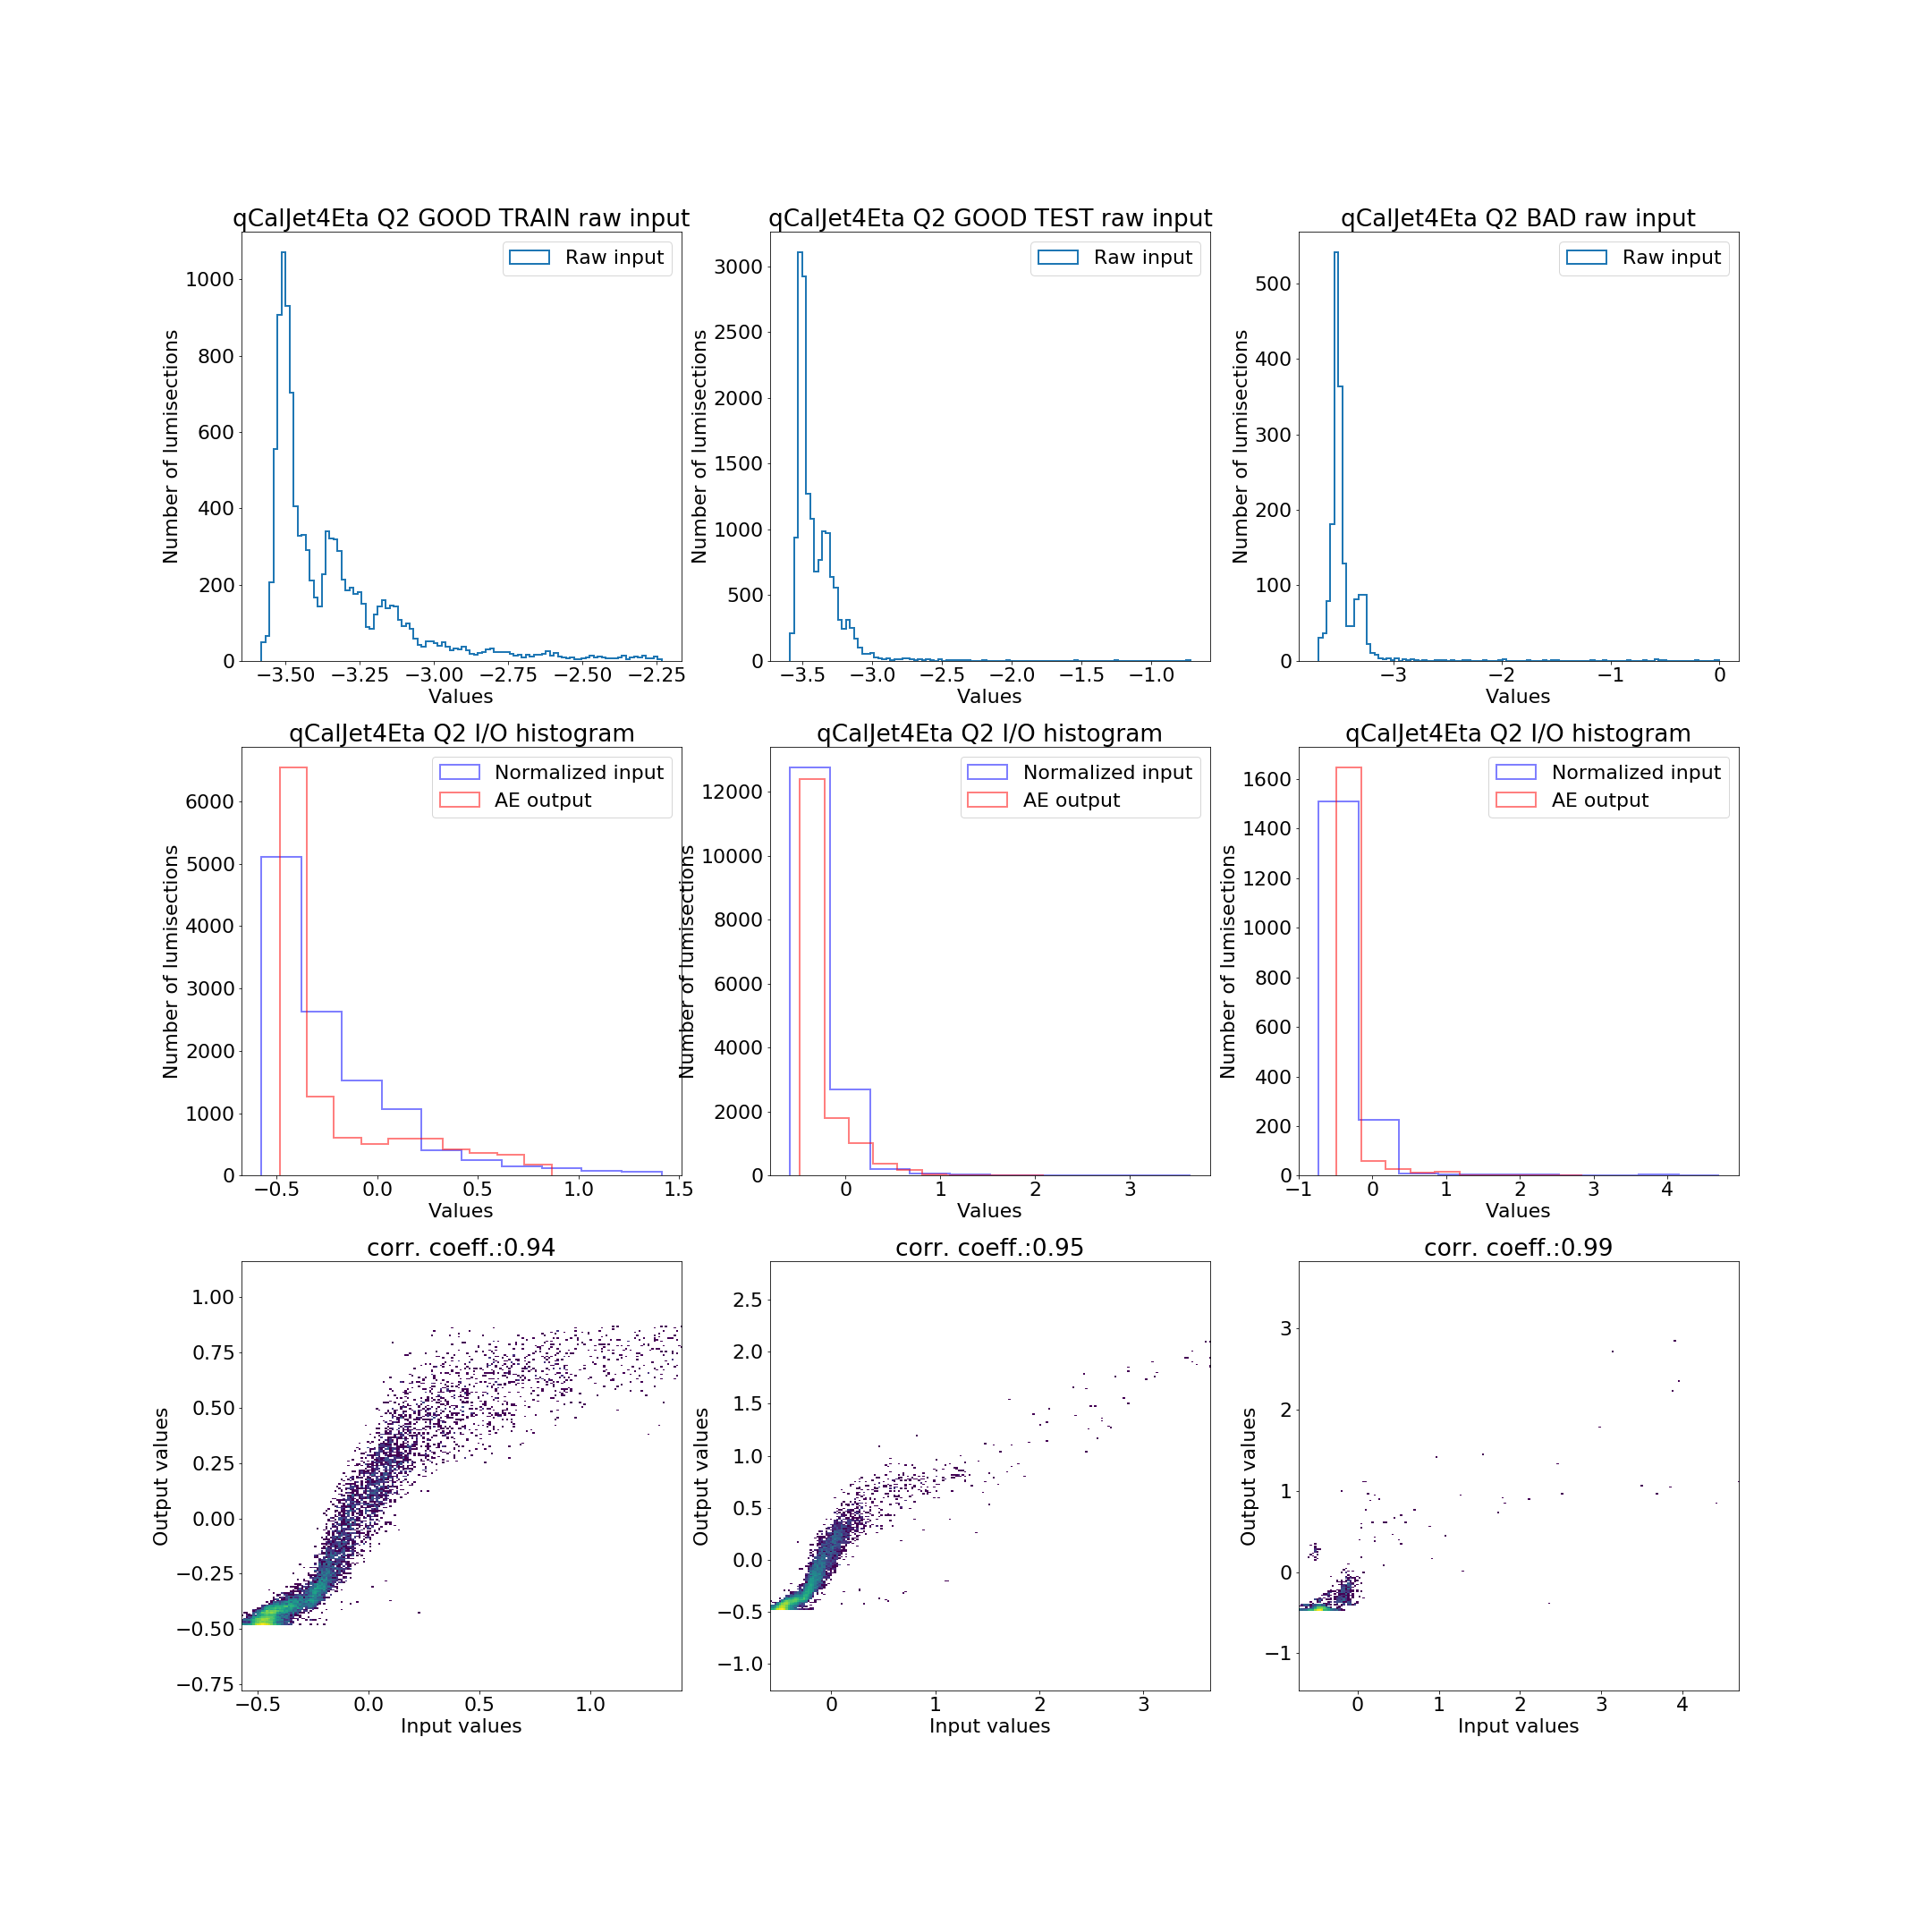 qCalJet4Eta Q2 GOOD TRAIN raw input
Raw input
Number of lumisections
1000
800
600
400
200
0
−3.50 −3.25 −3.00 −2.75 −2.50 −2.25
Values
qCalJet4Eta Q2 GOOD TEST raw input
Raw input
Number of lumisections
3000
2500
2000
1500
1000
500
0
−3.5 −3.0 −2.5 −2.0 −1.5 −1.0
Values
qCalJet4Eta Q2 BAD raw input
Raw input
Number of lumisections
500
400
300
200
100
0
−3 −2 −1 0
Values
qCalJet4Eta Q2 I/O histogram
Normalized input
AE output
Number of lumisections
6000
5000
4000
3000
2000
1000
0
−0.5 0.0 0.5 1.0 1.5
Values
qCalJet4Eta Q2 I/O histogram
Normalized input
AE output
Number of lumisections
12000
10000
8000
6000
4000
2000
0
0 1 2 3
Values
qCalJet4Eta Q2 I/O histogram
Normalized input
AE output
Number of lumisections
1600
1400
1200
1000
800
600
400
200
0
−1 0 1 2 3 4
Values
corr. coeff.:0.94
Output values
1.00
0.75
0.50
0.25
0.00
−0.25
−0.50
−0.75
−0.5 0.0 0.5 1.0
Input values
corr. coeff.:0.95
Output values
2.5
2.0
1.5
1.0
0.5
0.0
−0.5
−1.0
0 1 2 3
Input values
corr. coeff.:0.99
Output values
3
2
1
0
−1
0 1 2 3 4
Input values